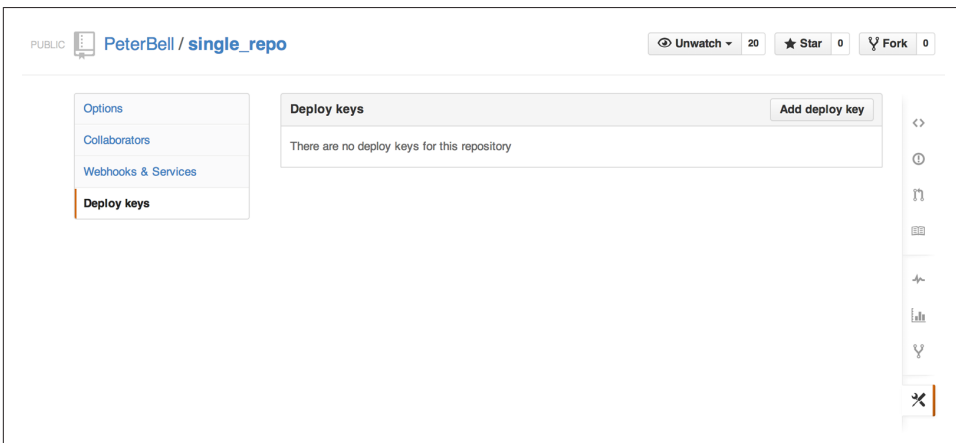 PUBLIC PeterBell / single_repo
Unwatch 20 Star 0 Fork 0
Options
Collaborators
Webhooks & Services
Deploy keys
Deploy keys Add deploy key
There are no deploy keys for this repository